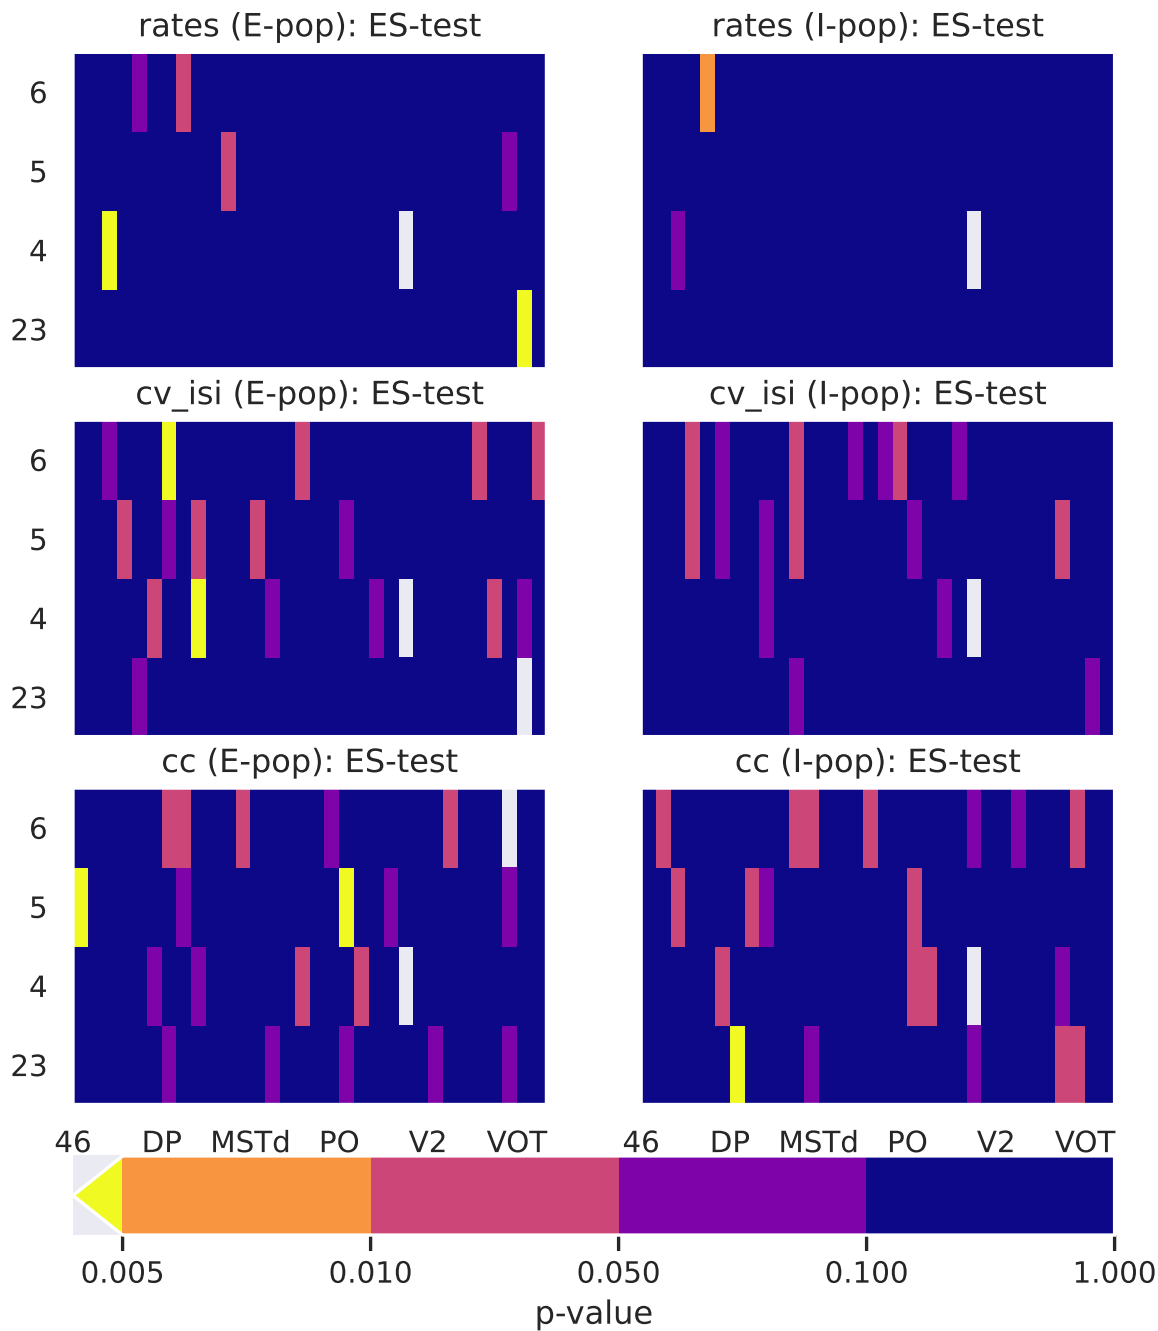 rates (E-pop): ES-test
rates (I-pop): ES-test
6
5
4
23
cv_isi (E-pop): ES-test
cv_isi (I-pop): ES-test
6
5
4
23
cc (E-pop): ES-test
cc (I-pop): ES-test
6
5
4
23
46 DP MSTd PO V2 VOT
46 DP MSTd PO V2 VOT
0.005 0.010 0.050 0.100 1.000
p-value